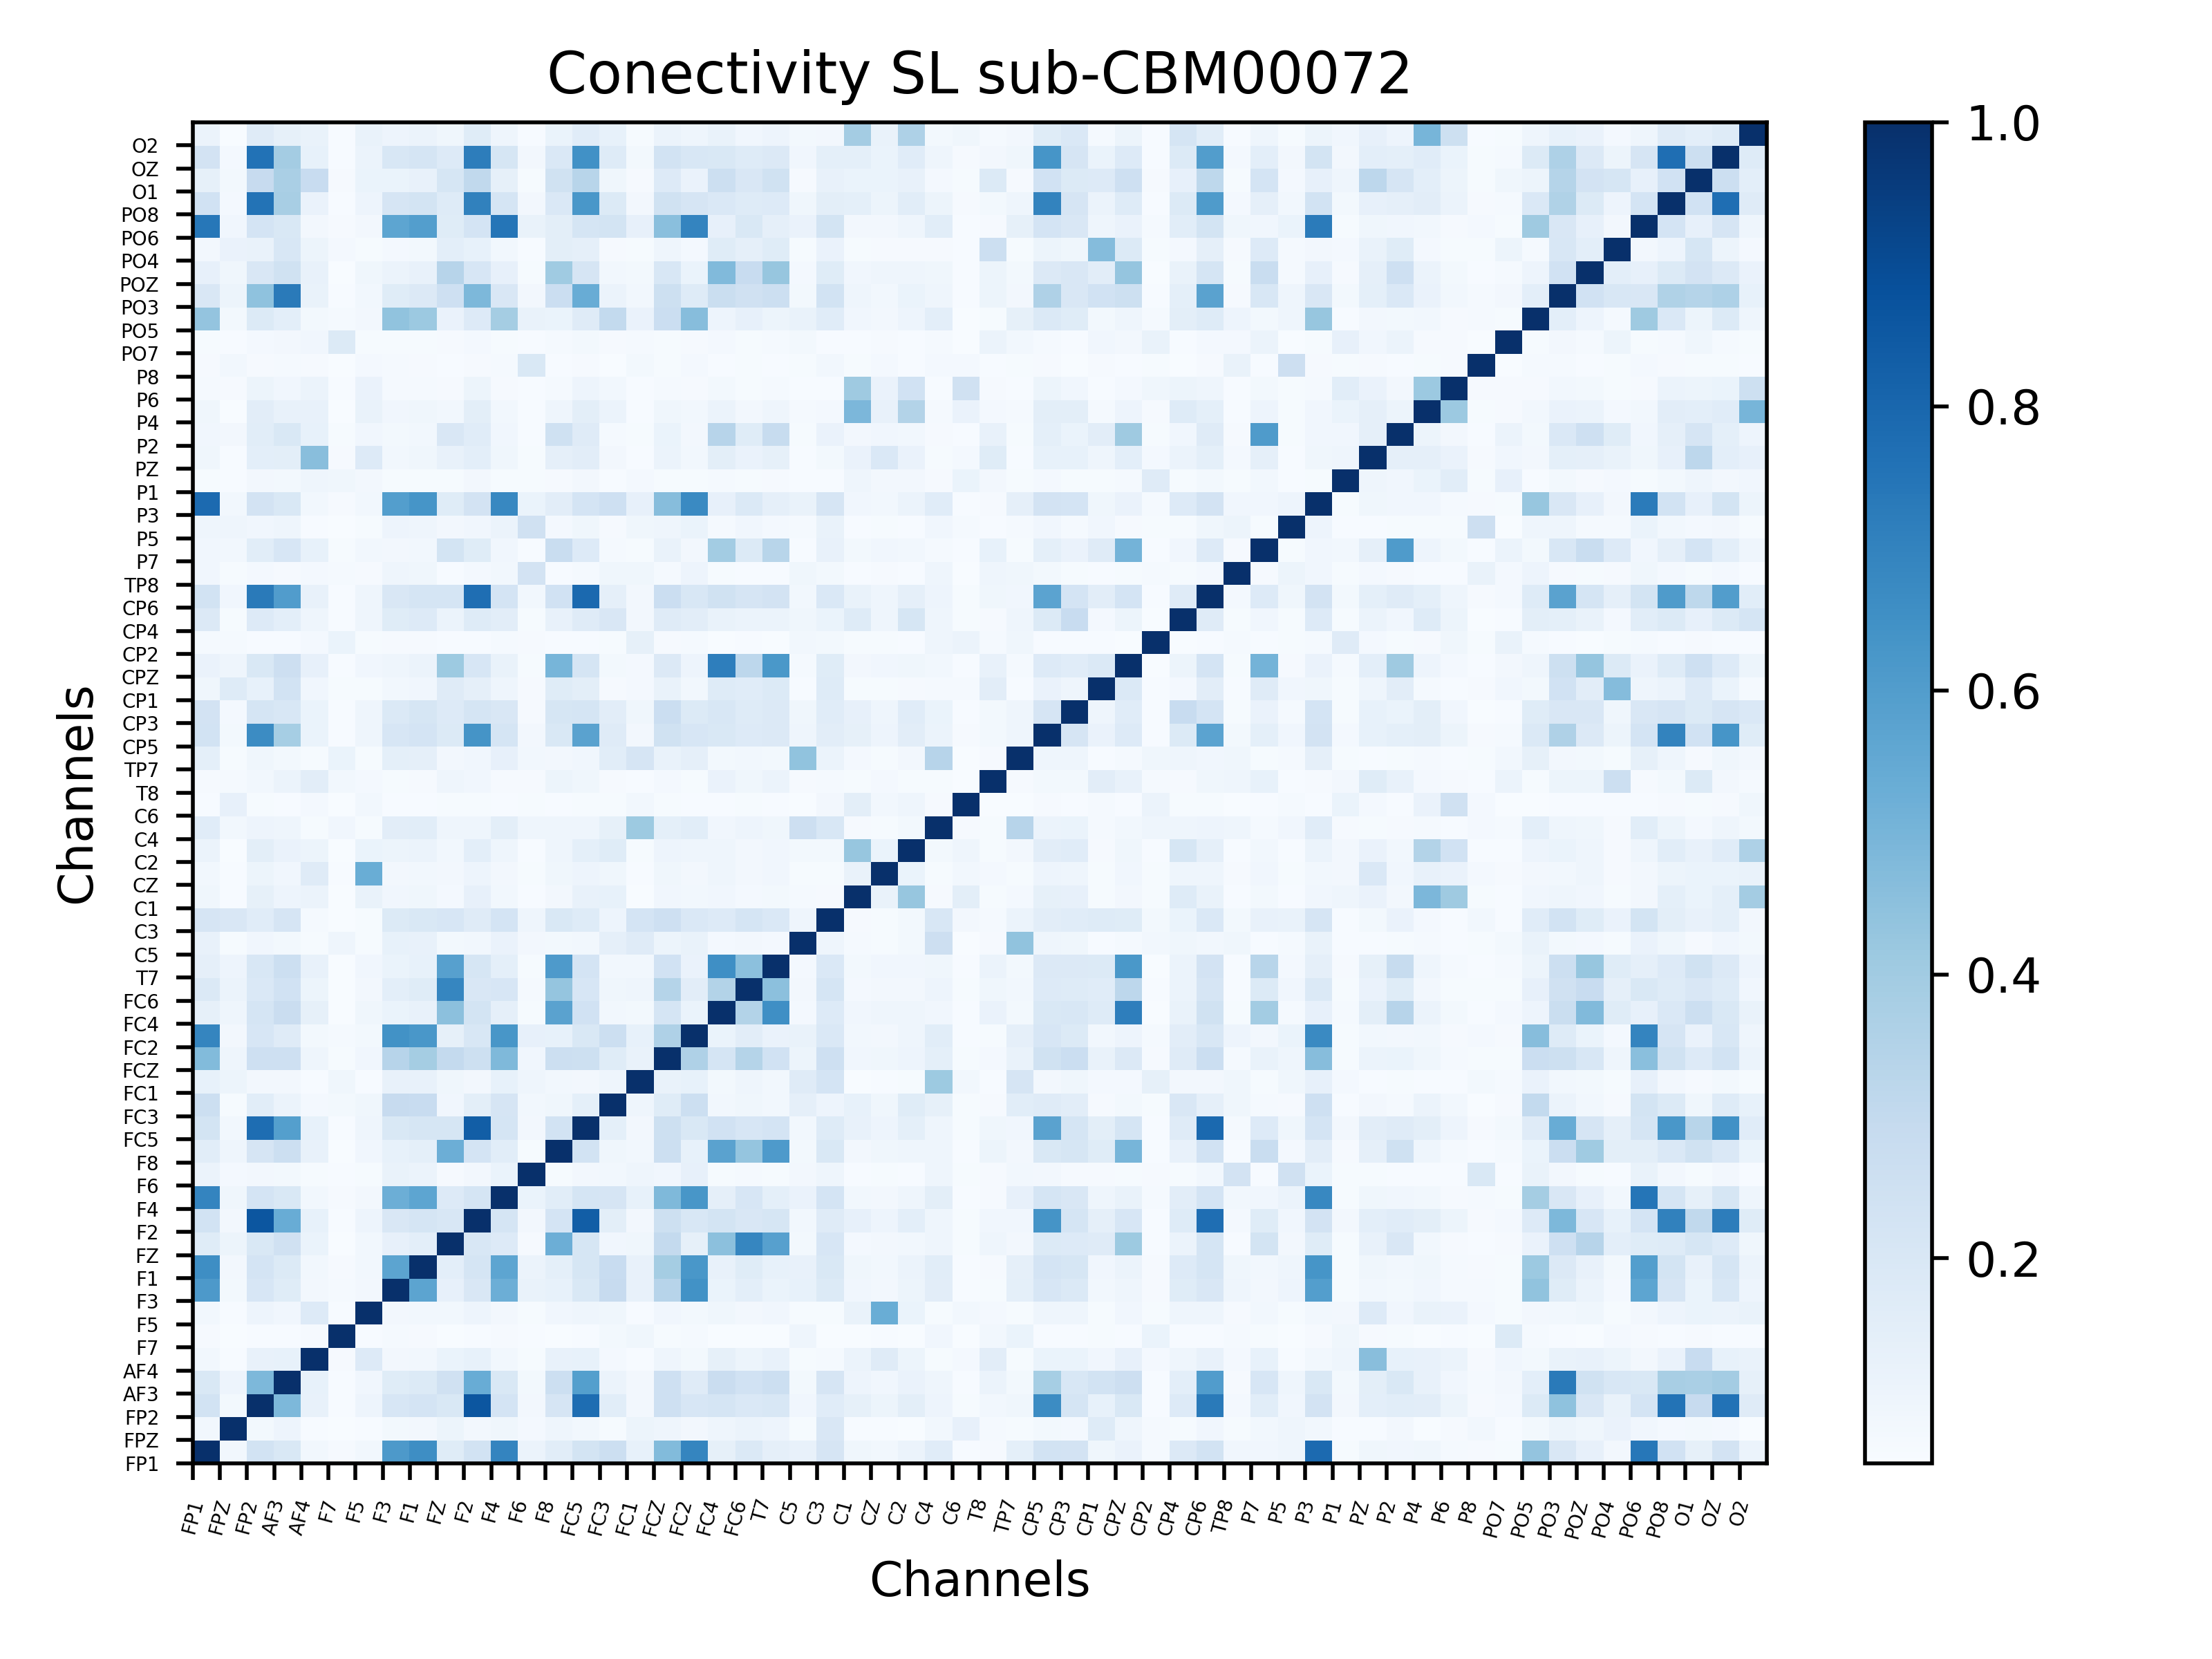 Conectivity SL sub-CBM00072
Channels
O2
OZ
O1
PO8
PO6
PO4
POZ
PO3
PO5
PO7
P8
P6
P4
P2
PZ
P1
P3
P5
P7
TP8
CP6
CP4
CP2
CPZ
CP1
CP3
CP5
TP7
T8
C6
C4
C2
CZ
C1
C3
C5
T7
FC6
FC4
FC2
FCZ
FC1
FC3
FC5
F8
F6
F4
F2
FZ
F1
F3
F5
F7
AF4
AF3
FP2
FPZ
FP1
FP1 FPZ FP2 AF3 AF4 F7 F5 F3 F1 FZ F2 F4 F6 F8 FC5 FC3 FC1 FCZ FC2 FC4 FC6 T7 C5 C3 C1 CZ C2 C4 C6 T8 TP7 CP5 CP3 CP1 CPZ CP2 CP4 CP6 TP8 P7 P5 P3 P1 PZ P2 P4 P6 P8 PO7 PO5 PO3 POZ PO4 PO6 PO8 O1 OZ O2
Channels
1.0
0.8
0.6
0.4
0.2